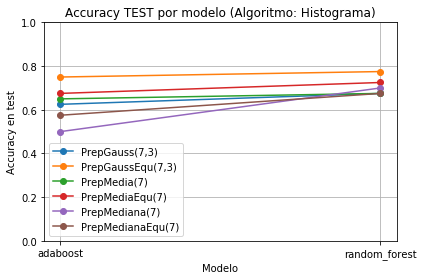 Accuracy TEST por modelo (Algoritmo: Histograma)
1.0
0.8
0.6
0.4
0.2
0.0
Accuracy en test
PrepGauss(7,3)
PrepGaussEqu(7,3)
PrepMedia(7)
PrepMediaEqu(7)
PrepMediana(7)
PrepMedianaEqu(7)
adaboost
random_forest
Modelo